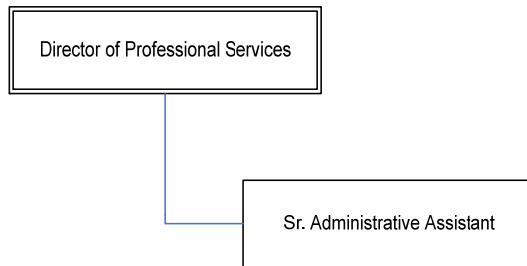 Director of Professional Services
Sr. Administrative Assistant